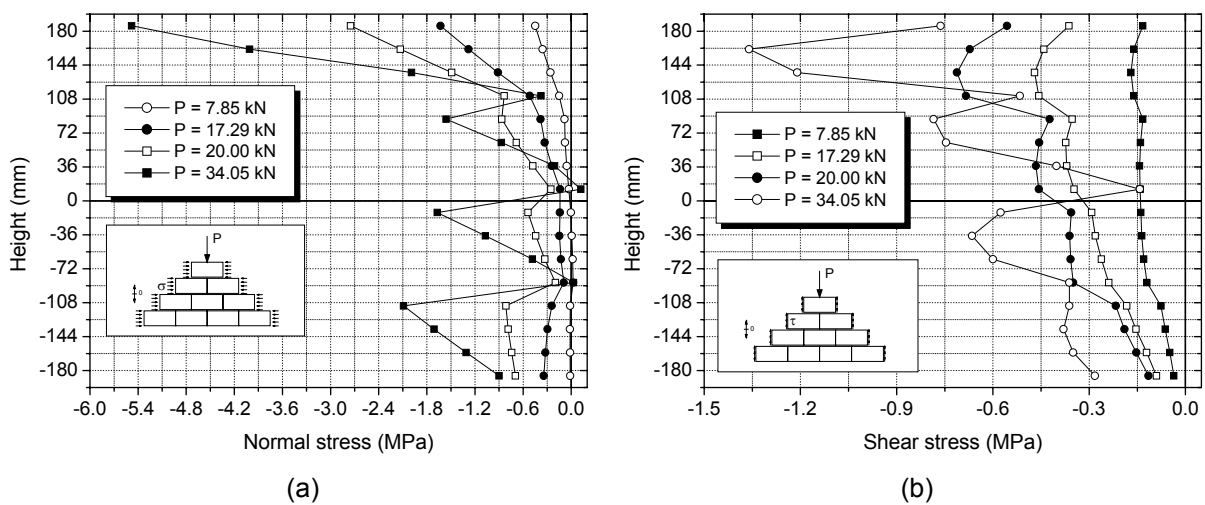 180
144
108
72
36
0
-36
-72
-108
-144
-180
Height (mm)
P = 7.85 kN
P = 17.29 kN
P = 20.00 kN
P = 34.05 kN
P
σ
0
-6.0 -5.4 -4.8 -4.2 -3.6 -3.0 -2.4 -1.8 -1.2 -0.6 0.0
Normal stress (MPa)
(a)
180
144
108
72
36
0
-36
-72
-108
-144
-180
Height (mm)
P = 7.85 kN
P = 17.29 kN
P = 20.00 kN
P = 34.05 kN
P
τ
0
-1.5 -1.2 -0.9 -0.6 -0.3 0.0
Shear stress (MPa)
(b)